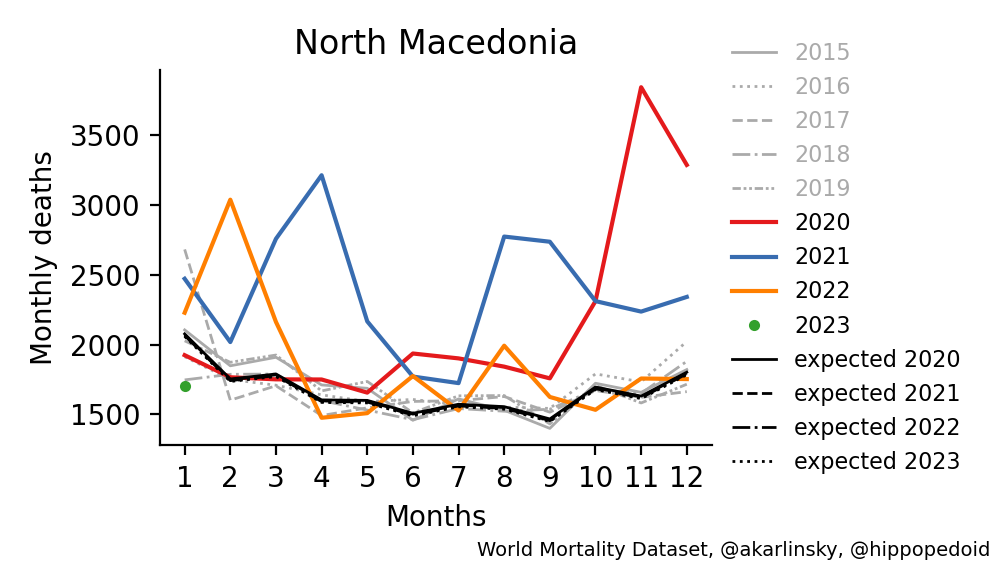 North Macedonia
Monthly deaths
3500
3000
2500
2000
1500
1 2 3 4 5 6 7 8 9 10 11 12
Months
2015
2016
2017
2018
2019
2020
2021
2022
2023
expected 2020
expected 2021
expected 2022
expected 2023
World Mortality Dataset, @akarlinsky, @hippopedoid